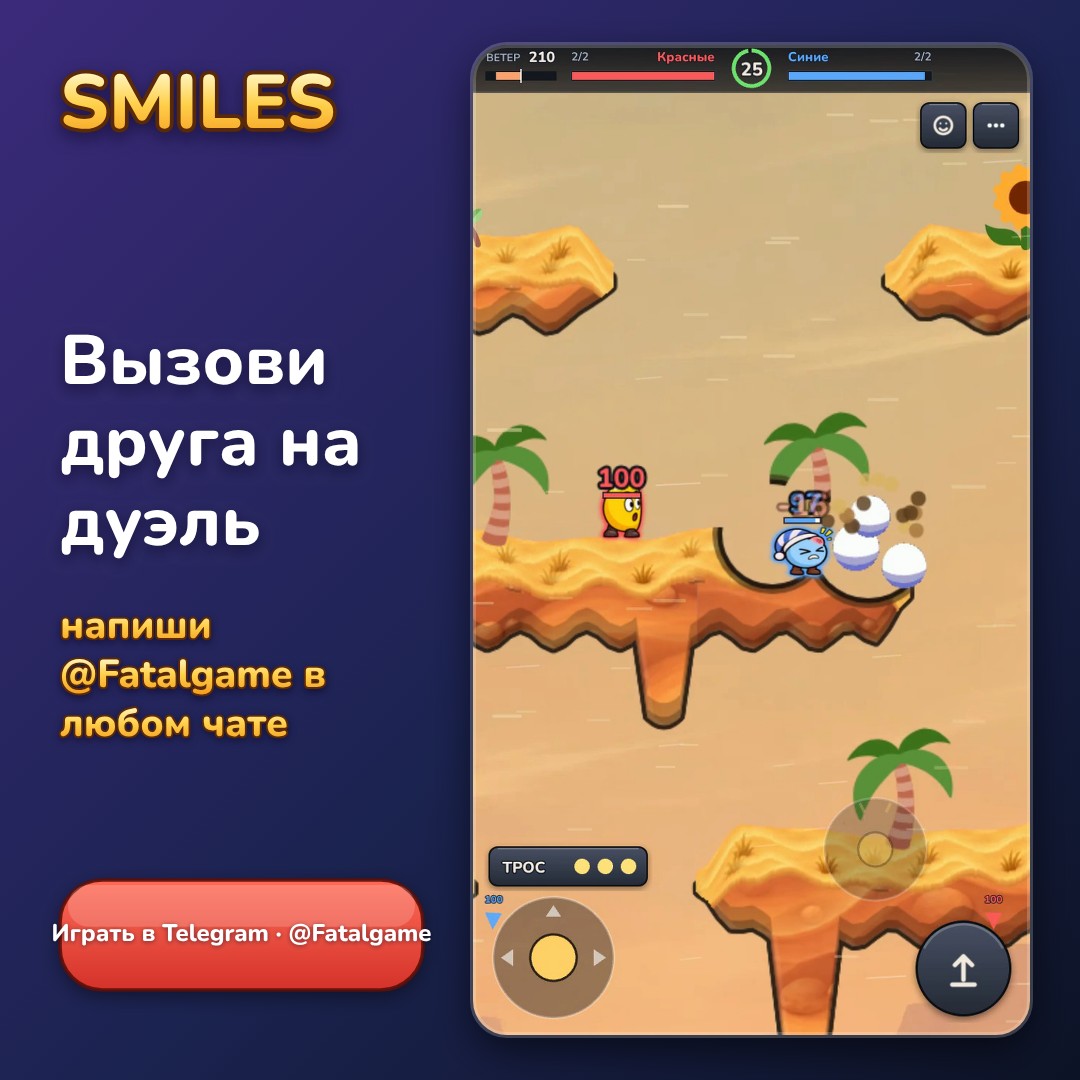 SMILES
Вызови
друга на
дуэль
напиши
@Fatalgame в
любом чате
Играть в Telegram · @Fatalgame
ВЕТЕР 210 2/2 Красные 25 Синие 2/2
100
ТРОС
100
100